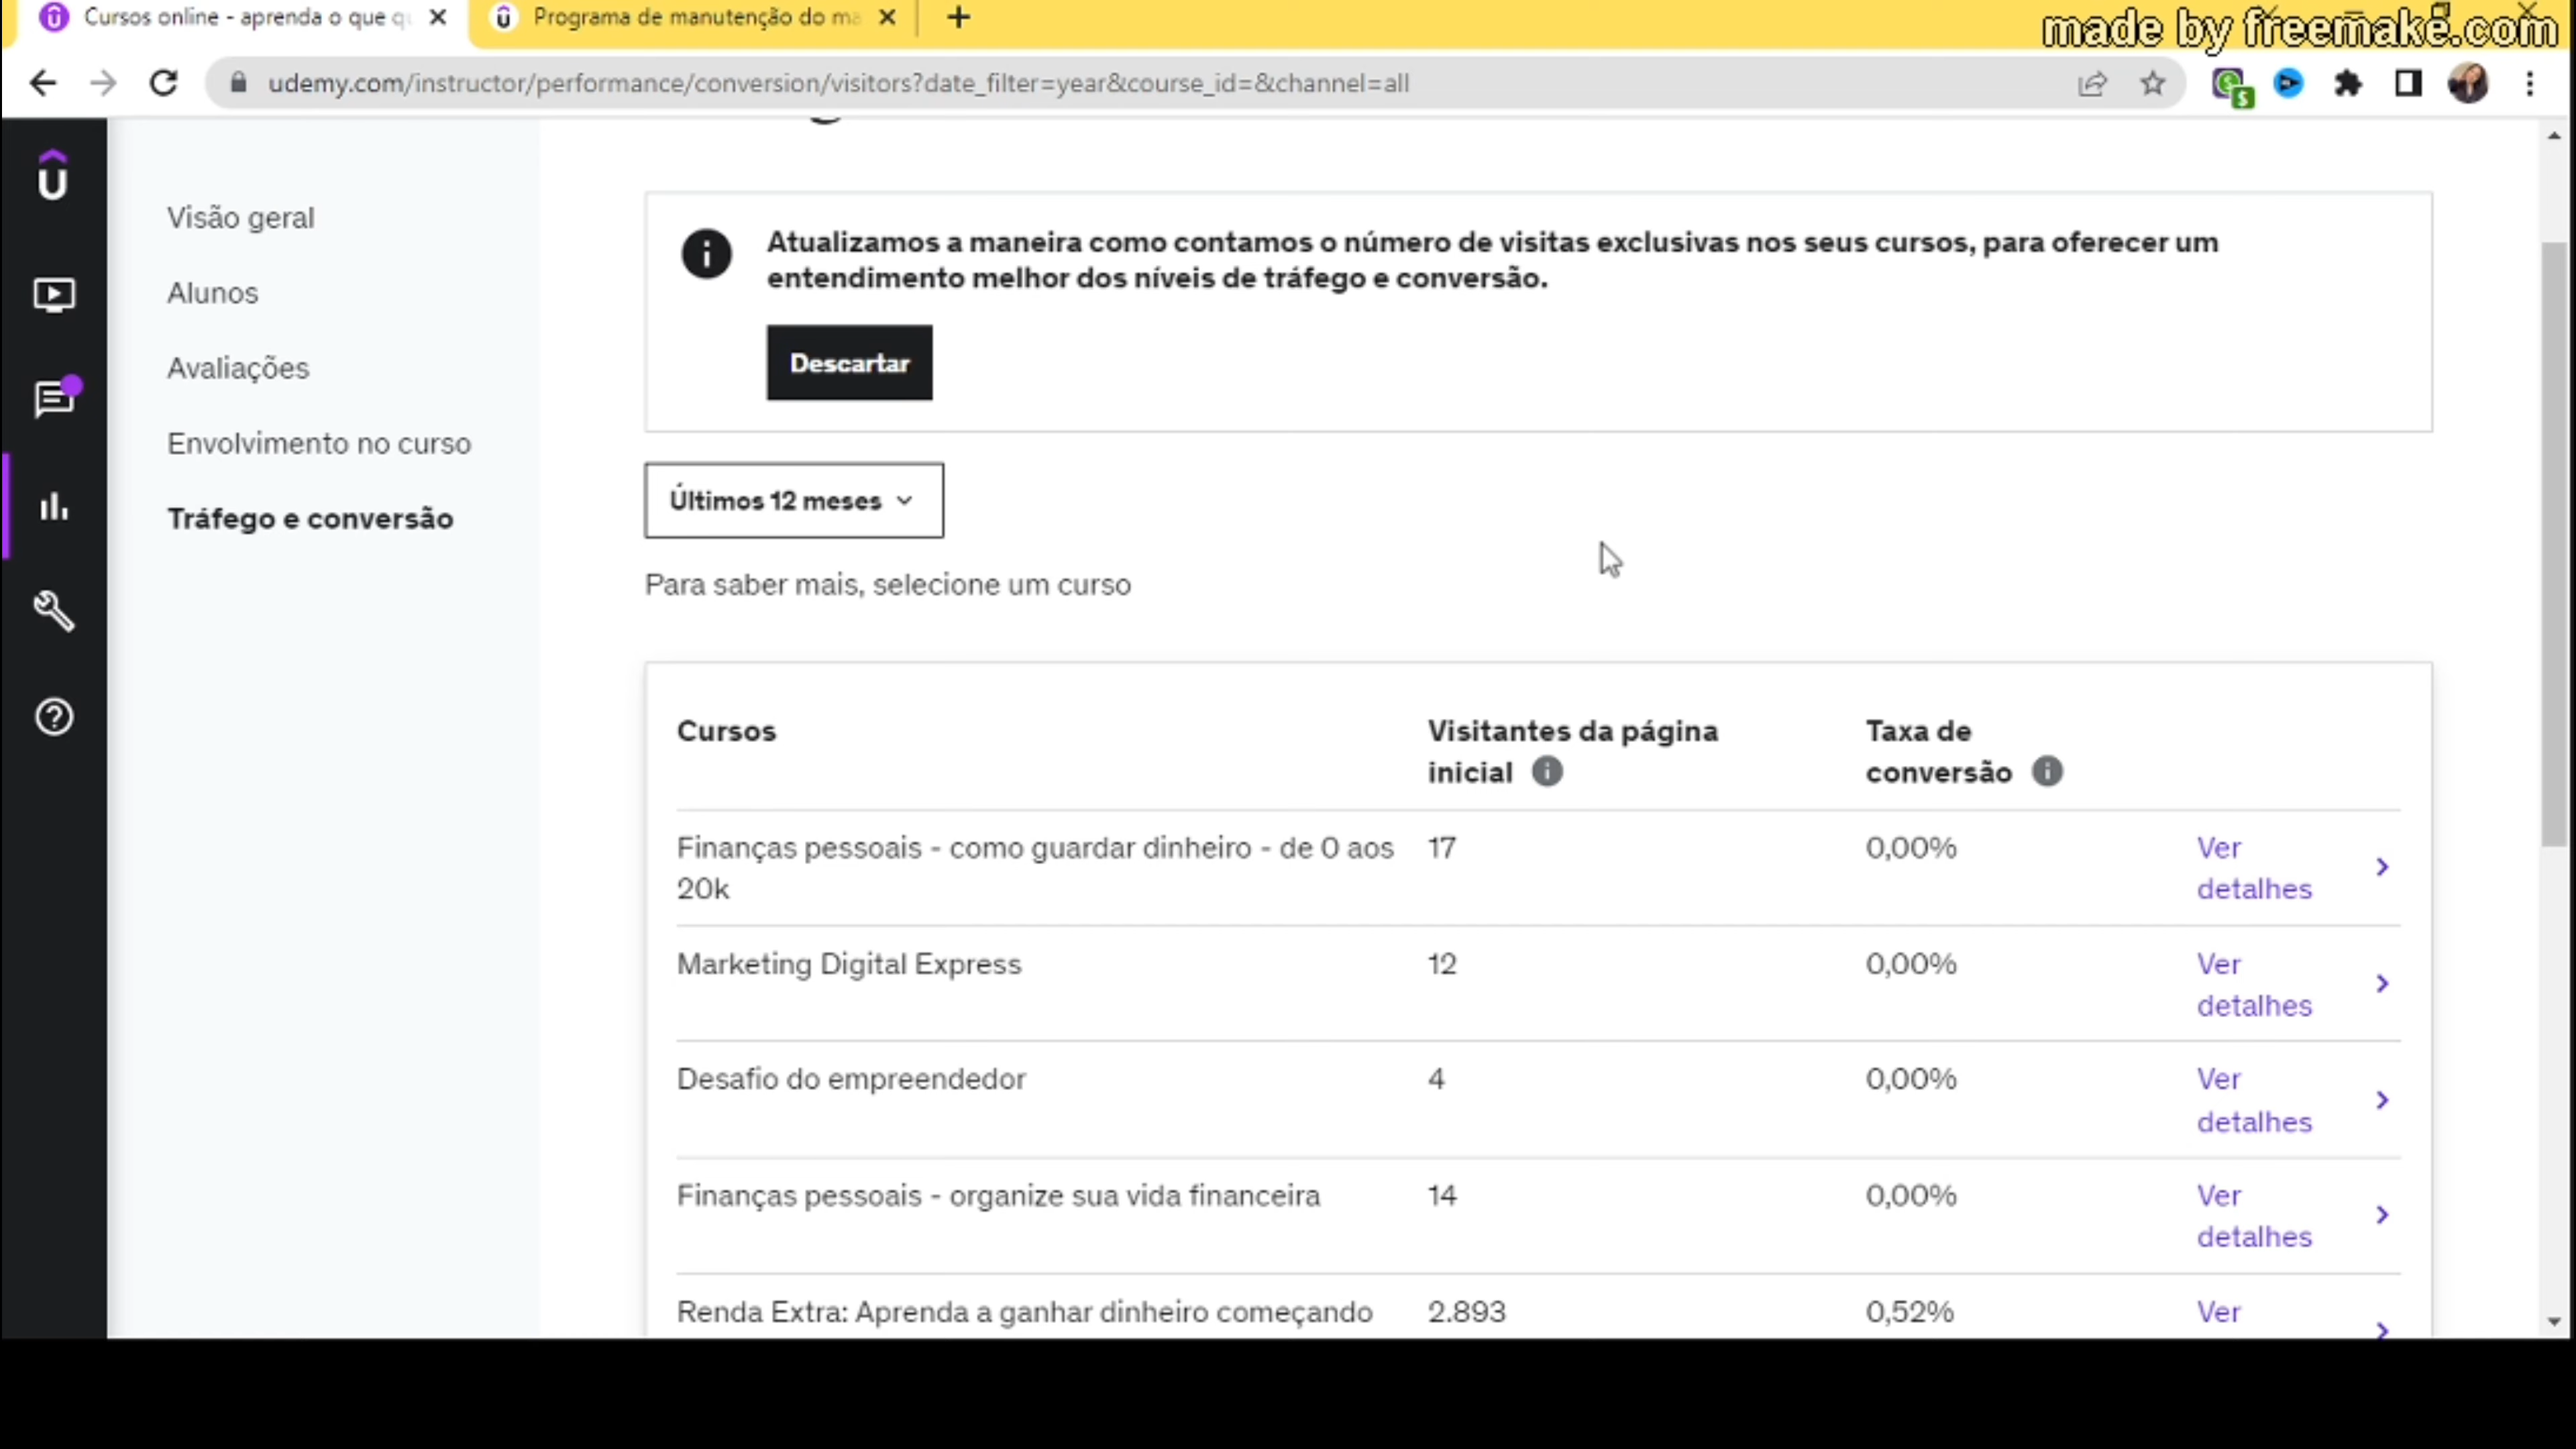 Cursos online - aprenda o que q
Programa de manutenção do ma
made by freemake.com
udemy.com/instructor/performance/conversion/visitors?date_filter=year&course_id=&channel=all
Visão geral
Alunos
Avaliações
Envolvimento no curso
Tráfego e conversão
Atualizamos a maneira como contamos o número de visitas exclusivas nos seus cursos, para oferecer um
entendimento melhor dos níveis de tráfego e conversão.
Descartar
Últimos 12 meses
Para saber mais, selecione um curso
Cursos
Visitantes da página
inicial
Taxa de
conversão
Finanças pessoais - como guardar dinheiro - de 0 aos
20k
17
0,00%
Ver
detalhes
Marketing Digital Express
12
0,00%
Ver
detalhes
Desafio do empreendedor
4
0,00%
Ver
detalhes
Finanças pessoais - organize sua vida financeira
14
0,00%
Ver
detalhes
Renda Extra: Aprenda a ganhar dinheiro começando
2.893
0,52%
Ver